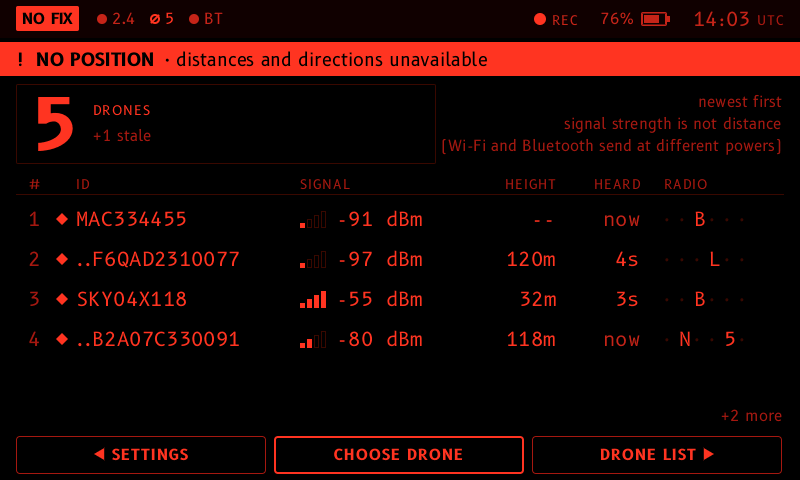 NO FIX 2.4 5 BT REC 76% 14:03 UTC
! NO POSITION · distances and directions unavailable
5 DRONES
+1 stale
newest first
signal strength is not distance
(Wi-Fi and Bluetooth send at different powers)
# ID SIGNAL HEIGHT HEARD RADIO
1 ◆ MAC334455 -91 dBm -- now · · B · · ·
2 ◆ ..F6QAD2310077 -97 dBm 120m 4s · · · L · ·
3 ◆ SKY04X118 -55 dBm 32m 3s · · B · · ·
4 ◆ ..B2A07C330091 -80 dBm 118m now · N · · 5 ·
+2 more
◀ SETTINGS CHOOSE DRONE DRONE LIST ▶